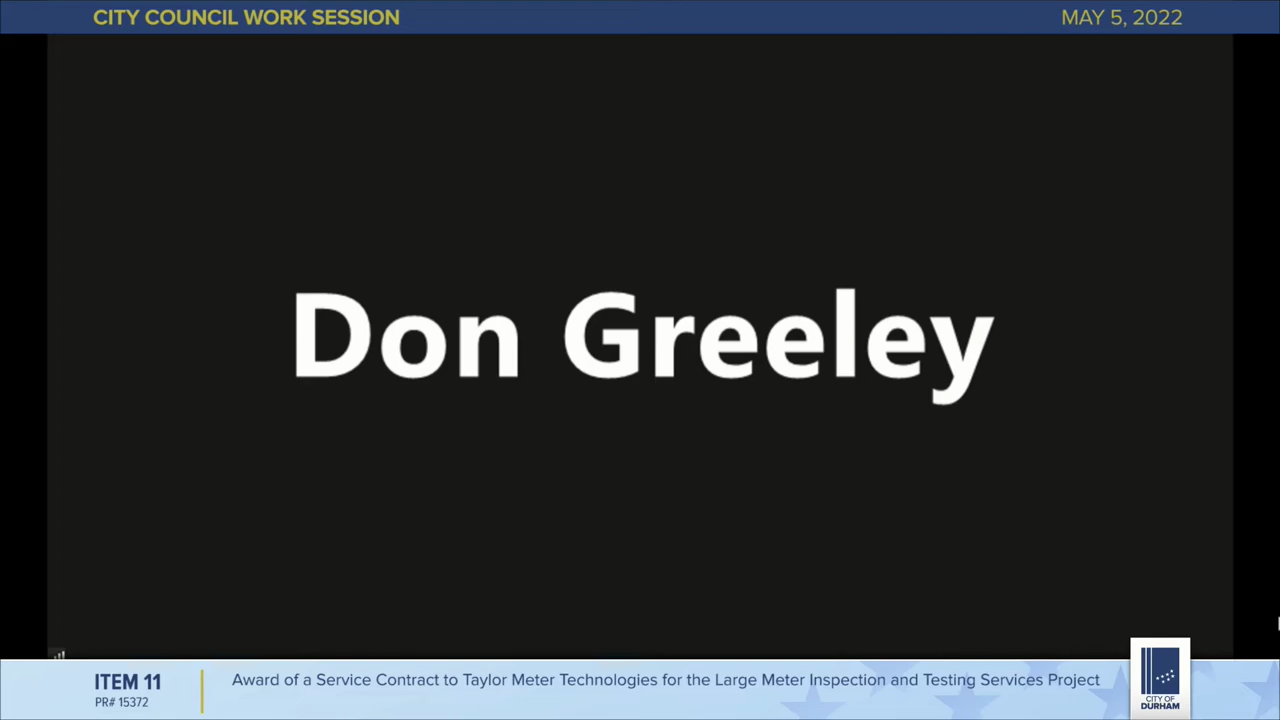 CITY COUNCIL WORK SESSION
MAY 5, 2022
Don Greeley
ITEM 11
PR# 15372
Award of a Service Contract to Taylor Meter Technologies for the Large Meter Inspection and Testing Services Project
CITY OF
DURHAM